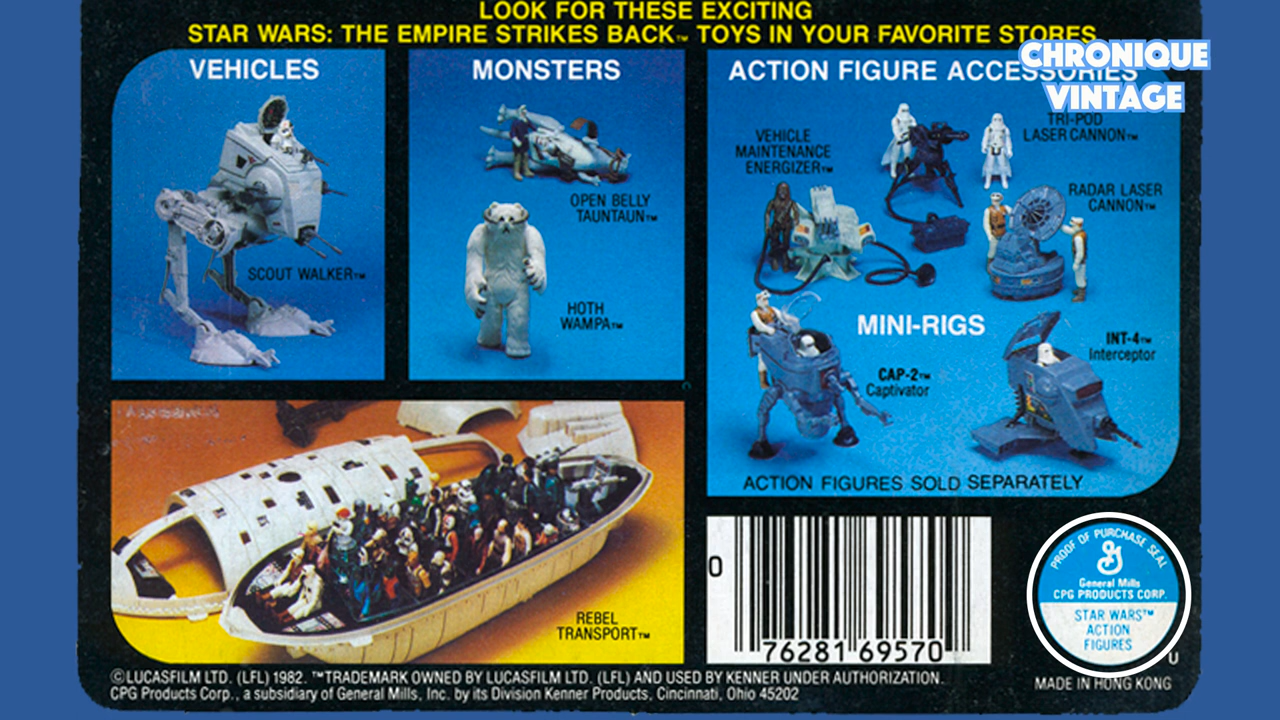 LOOK FOR THESE EXCITING
STAR WARS: THE EMPIRE STRIKES BACK™ TOYS IN YOUR FAVORITE STORES
CHRONIQUE
VINTAGE
VEHICLES
SCOUT WALKER™
MONSTERS
OPEN BELLY
TAUNTAUN™
HOTH
WAMPA™
ACTION FIGURE ACCESSORIES
VEHICLE
MAINTENANCE
ENERGIZER™
TRI-POD
LASER CANNON™
RADAR LASER
CANNON™
MINI-RIGS
CAP-2™
Captivator
INT-4™
Interceptor
ACTION FIGURES SOLD SEPARATELY
REBEL
TRANSPORT™
0
76281 69570
PROOF OF PURCHASE SEAL
G
General Mills
CPG PRODUCTS CORP.
STAR WARS™
ACTION
FIGURES
MADE IN HONG KONG
©LUCASFILM LTD. (LFL) 1982. ™TRADEMARK OWNED BY LUCASFILM LTD. (LFL) AND USED BY KENNER UNDER AUTHORIZATION.
CPG Products Corp., a subsidiary of General Mills, Inc. by its Division Kenner Products, Cincinnati, Ohio 45202